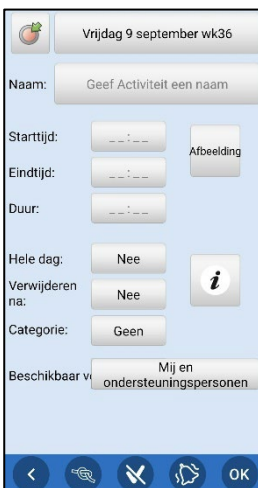 Vrijdag 9 september wk36
Naam: Geef Activiteit een naam
Starttijd: __:__
Afbeelding
Eindtijd: __:__
Duur: __:__
Hele dag: Nee
i
Verwijderen
na: Nee
Categorie: Geen
Beschikbaar v
Mij en
ondersteuningspersonen
OK